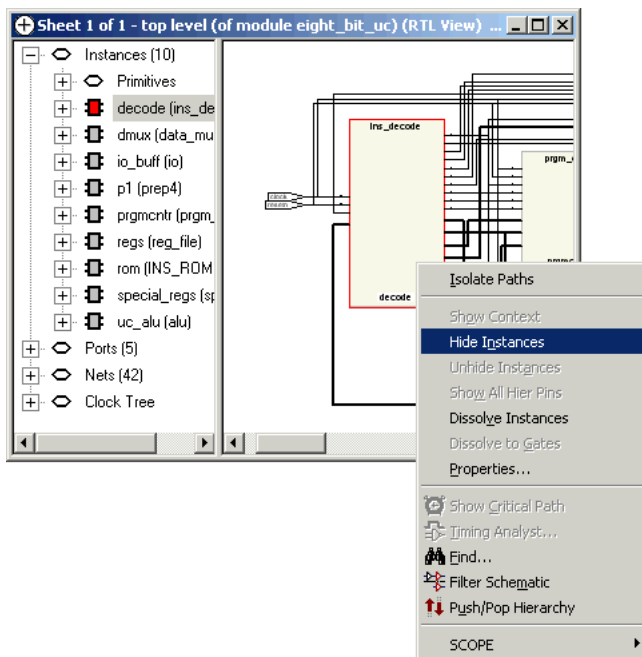 Sheet 1 of 1 - top level (of module eight_bit_uc) (RTL View) ...
Instances (10)
Primitives
decode (ins_de
dmux (data_mu
io_buff (io)
p1 (prep4)
prgmcntr (prgm_
regs (reg_file)
rom (INS_ROM
special_regs (sp
uc_alu (alu)
Ports (5)
Nets (42)
Clock Tree
Ins_decode
decode
Isolate Paths
Show Context
Hide Instances
Unhide Instances
Show All Hier Pins
Dissolve Instances
Dissolve to Gates
Properties...
Show Critical Path
Timing Analyst...
Find...
Filter Schematic
Push/Pop Hierarchy
SCOPE